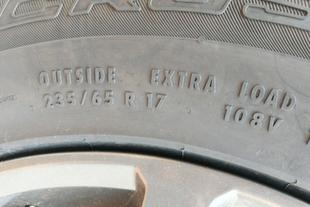 OUTSIDE EXTRA LOAD
235/65 R 17 108V